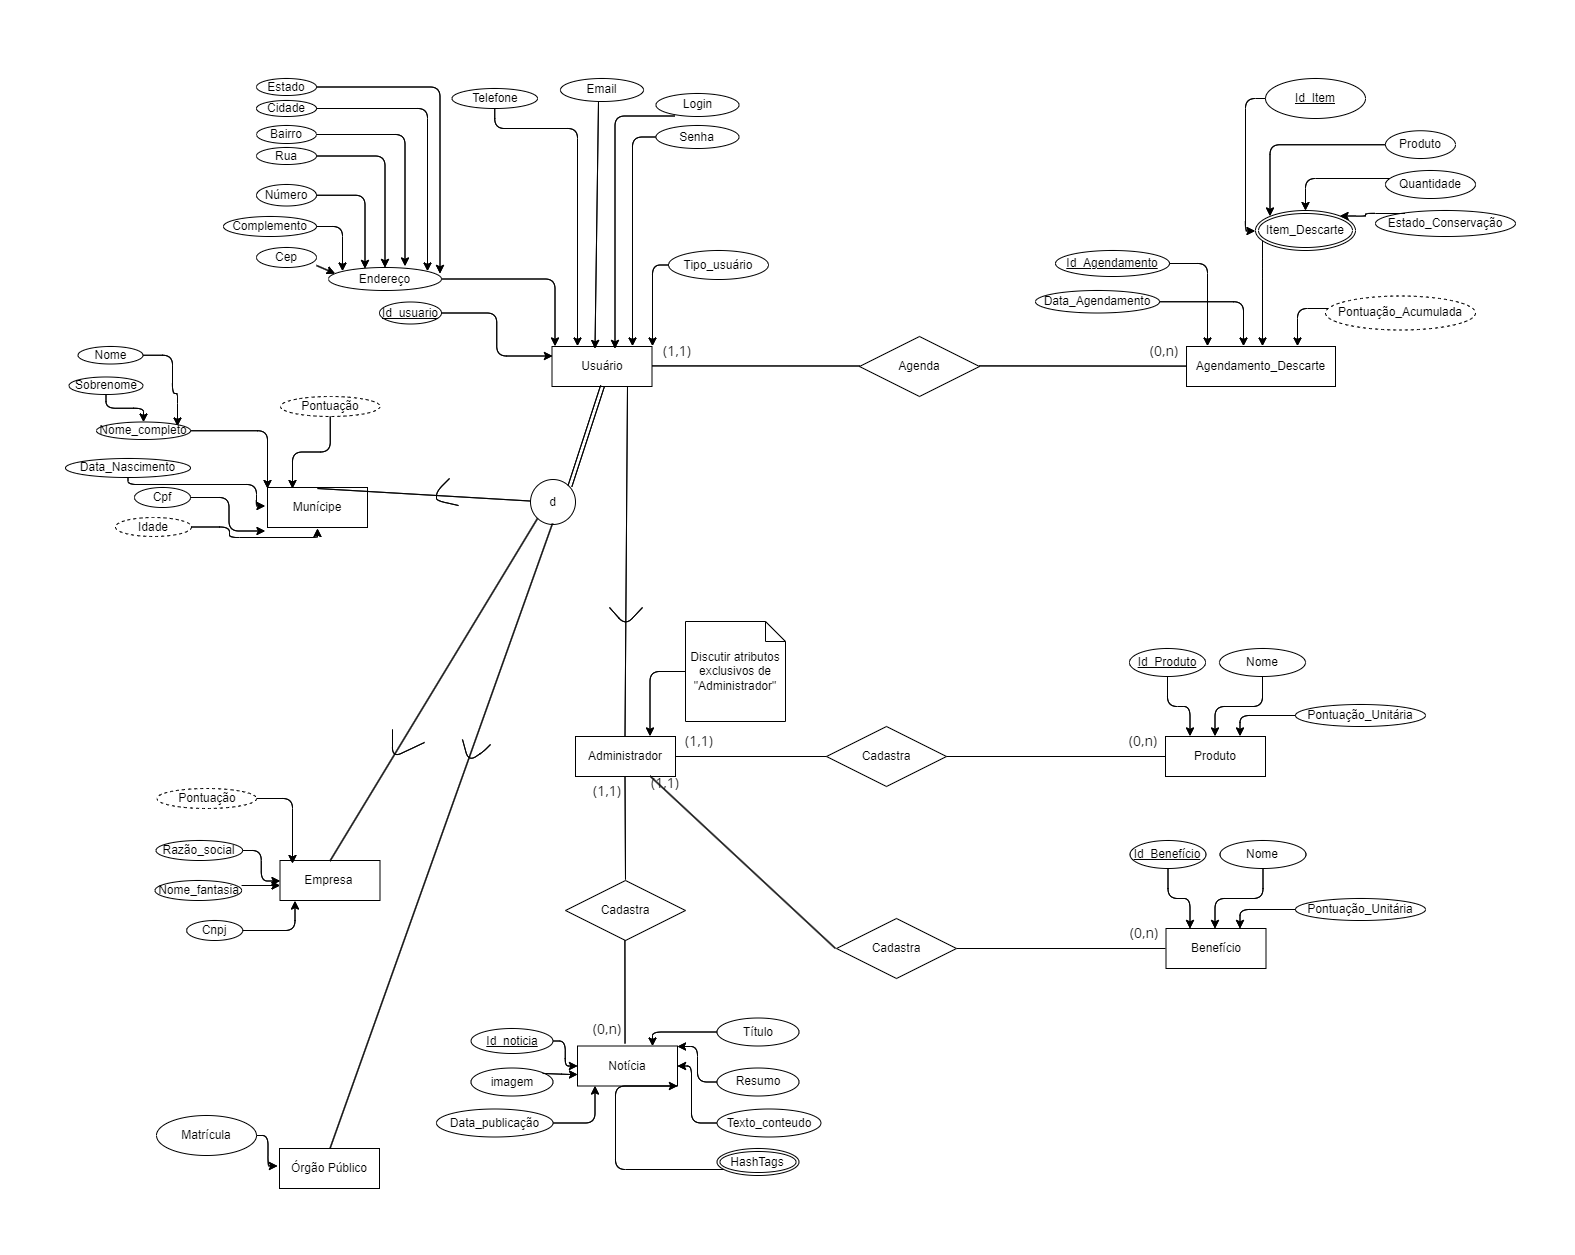 Estado
Cidade
Bairro
Rua
Número
Complemento
Cep
Endereço
Id_usuario
Telefone
Email
Login
Senha
Tipo_usuário
Usuário
(1,1)
Agenda
(0,n)
Agendamento_Descarte
Id_Item
Produto
Quantidade
Estado_Conservação
Item_Descarte
Id_Agendamento
Data_Agendamento
Pontuação_Acumulada
Nome
Sobrenome
Nome_completo
Pontuação
Data_Nascimento
Cpf
Idade
Munícipe
d
Discutir atributos
exclusivos de
"Administrador"
Administrador
(1,1)
Cadastra
(0,n)
Id_Produto
Nome
Pontuação_Unitária
Produto
(1,1)
(1,1)
Pontuação
Razão_social
Nome_fantasia
Cnpj
Empresa
Id_Benefício
Nome
Pontuação_Unitária
Cadastra
Cadastra
(0,n)
Benefício
(0,n)
Id_noticia
imagem
Data_publicação
Notícia
Título
Resumo
Texto_conteudo
HashTags
Matrícula
Órgão Público